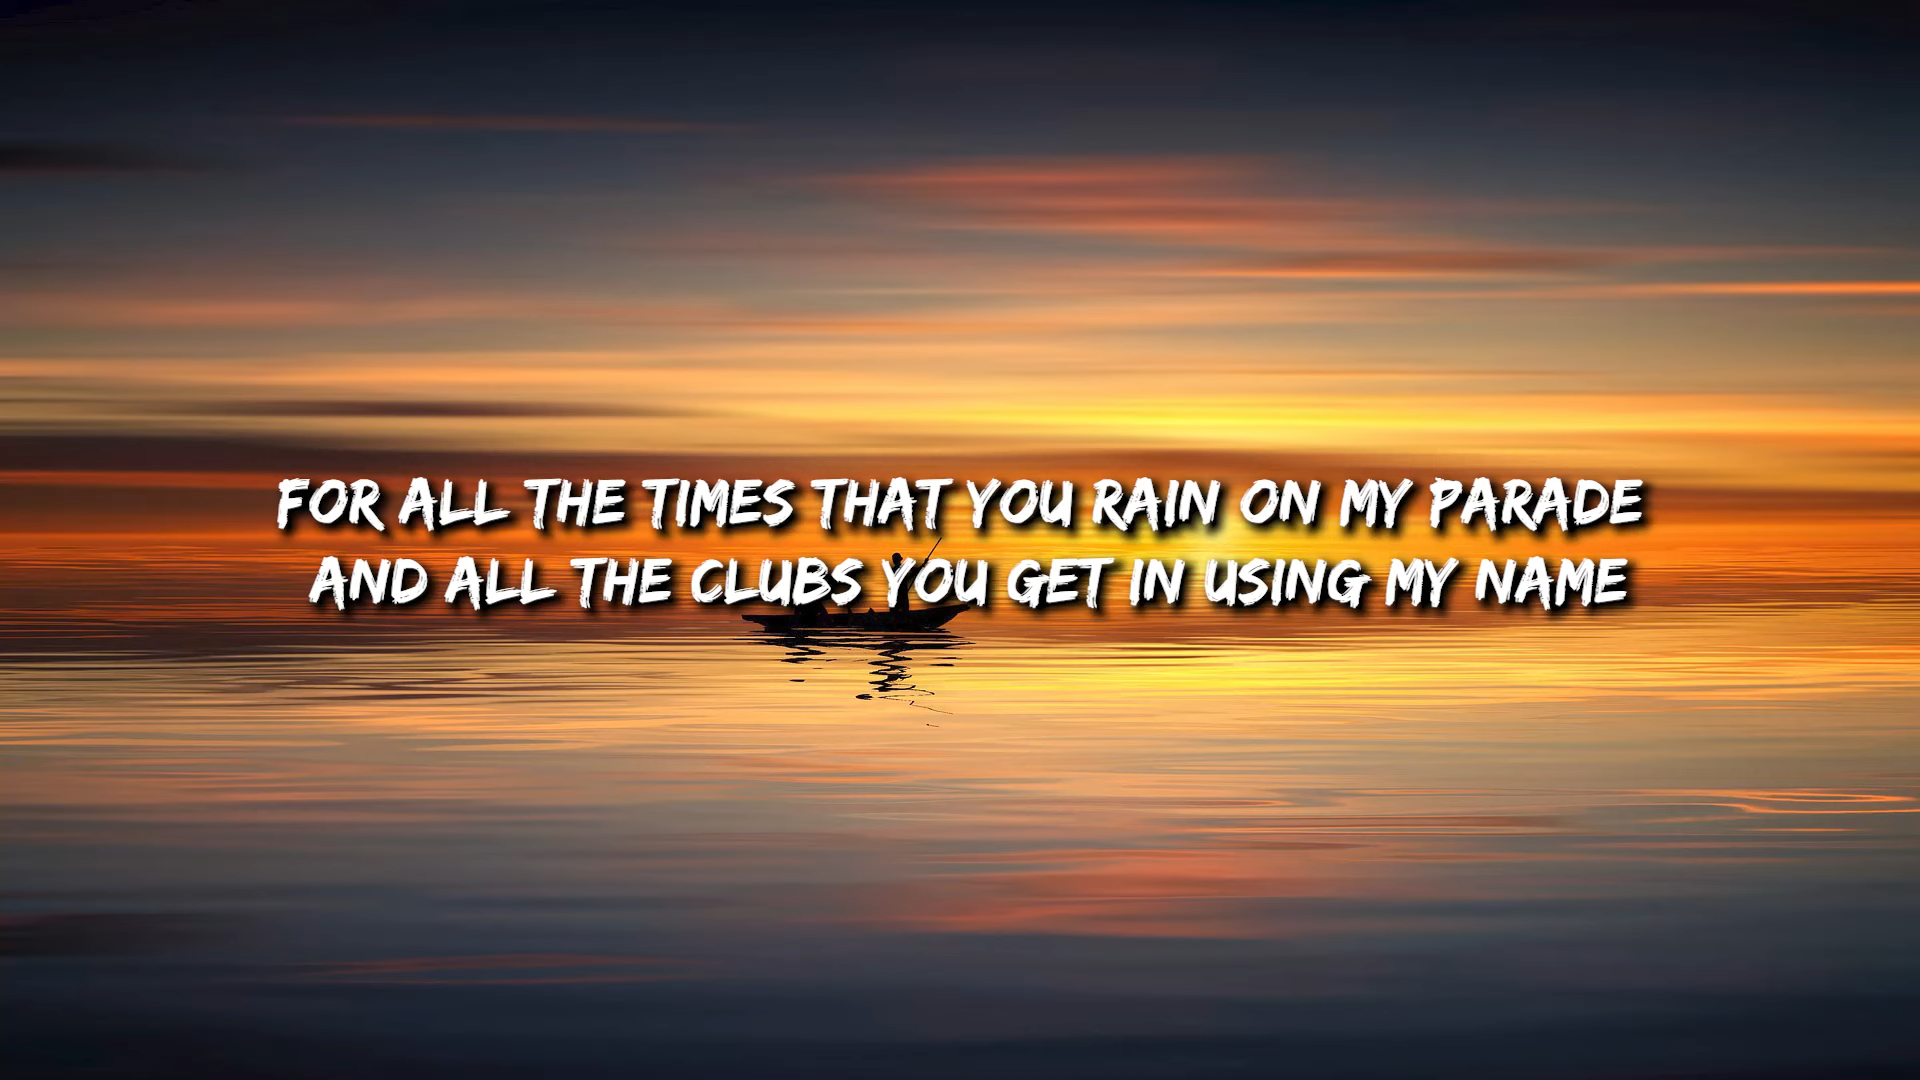 FOR ALL THE TIMES THAT YOU RAIN ON MY PARADE
AND ALL THE CLUBS YOU GET IN USING MY NAME